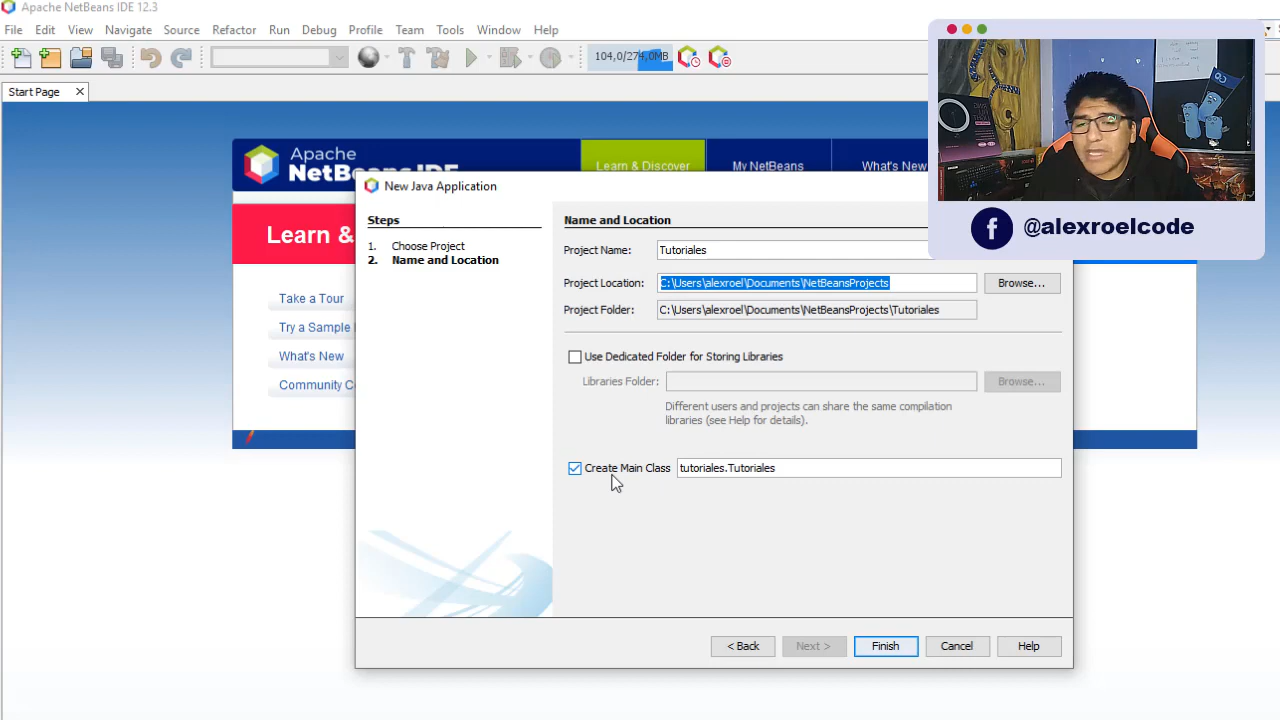 Apache NetBeans IDE 12.3
File Edit View Navigate Source Refactor Run Debug Profile Team Tools Window Help
104,0/274,0MB
Start Page
Apache
NetBeans IDE
Learn & Discover
My NetBeans
What's New
Learn &
Take a Tour
Try a Sample
What's New
Community C
New Java Application
Steps
1. Choose Project
2. Name and Location
Name and Location
Project Name: Tutoriales
Project Location: C:\Users\alexroel\Documents\NetBeansProjects Browse...
Project Folder: C:\Users\alexroel\Documents\NetBeansProjects\Tutoriales
Use Dedicated Folder for Storing Libraries
Libraries Folder: Browse...
Different users and projects can share the same compilation
libraries (see Help for details).
Create Main Class tutoriales.Tutoriales
< Back Next > Finish Cancel Help
@alexroelcode